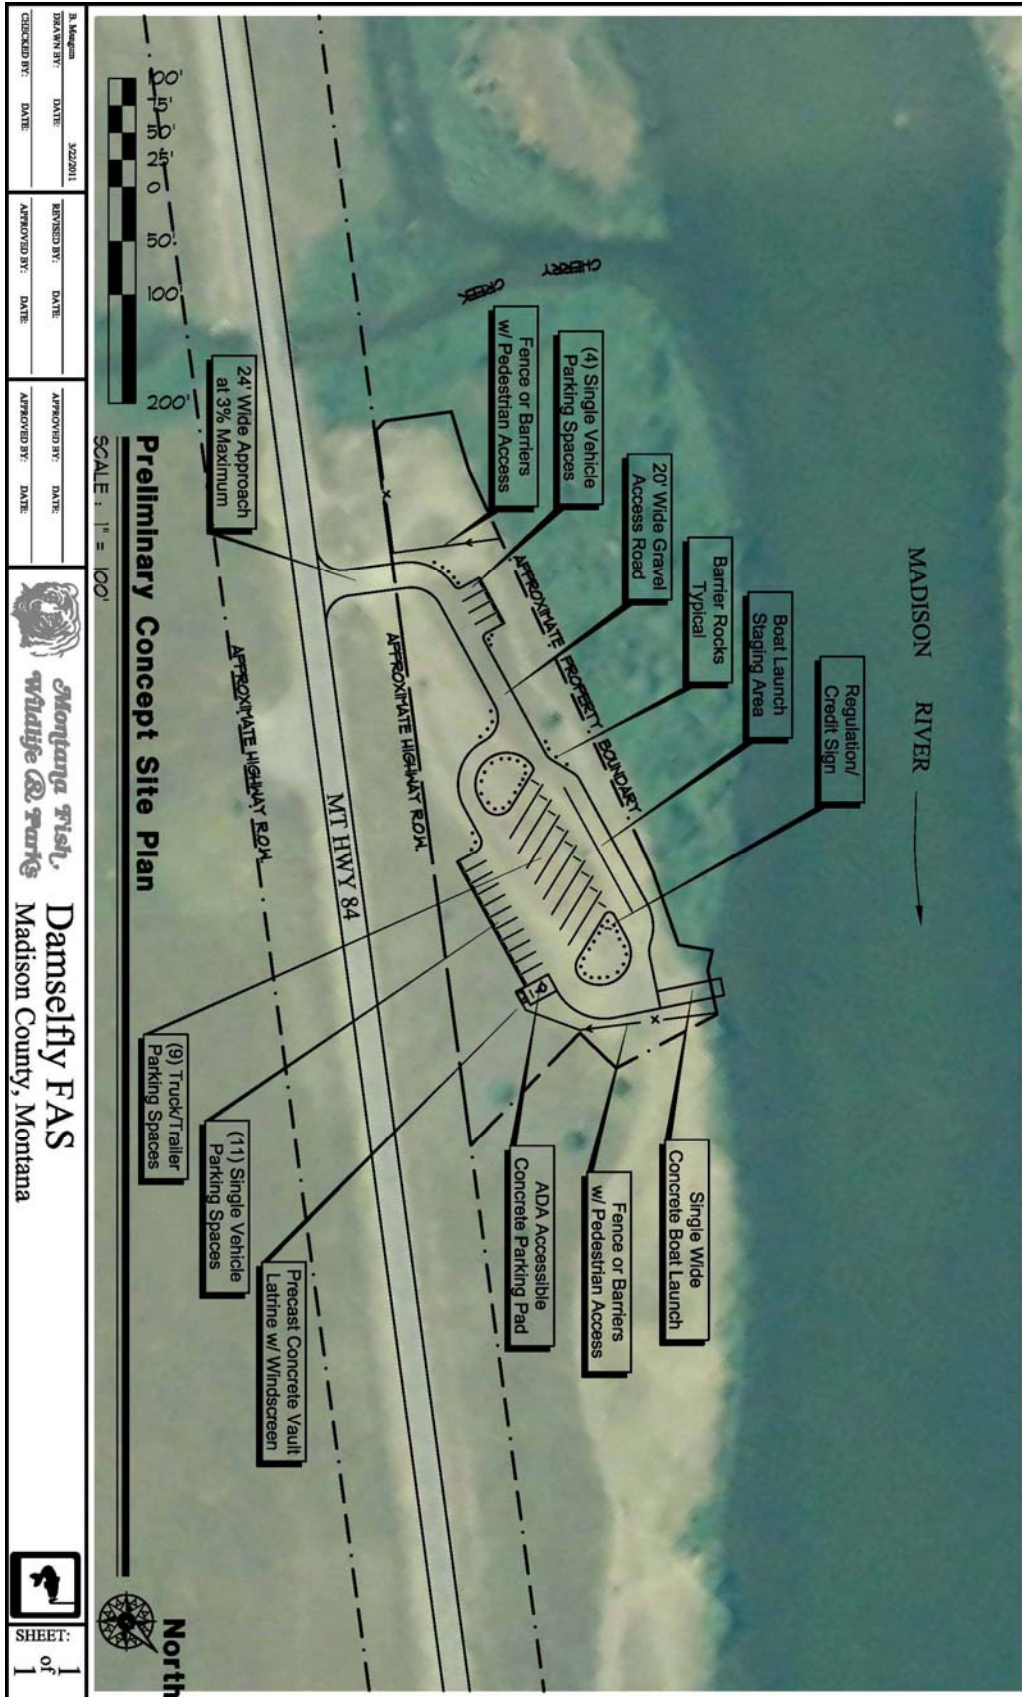 MADISON RIVER
CHERRY
CREEK
Regulation/
Credit Sign
Boat Launch
Staging Area
Barrier Rocks
Typical
20' Wide Gravel
Access Road
(4) Single Vehicle
Parking Spaces
Fence or Barriers
w/ Pedestrian Access
24' Wide Approach
at 3% Maximum
APPROXIMATE PROPERTY BOUNDARY
APPROXIMATE HIGHWAY R.O.W.
MT HWY 84
APPROXIMATE HIGHWAY R.O.W.
Single Wide
Concrete Boat Launch
Fence or Barriers
w/ Pedestrian Access
ADA Accessible
Concrete Parking Pad
Precast Concrete Vault
Latrine w/ Windscreen
(11) Single Vehicle
Parking Spaces
(9) Truck/Trailer
Parking Spaces
100' 75' 50' 25' 0 50' 100' 200'
Preliminary Concept Site Plan
SCALE : 1" = 100'
North
B. Mangum 3/22/2011
DRAWN BY: DATE:
CHECKED BY: DATE:
REVISED BY: DATE:
APPROVED BY: DATE:
APPROVED BY: DATE:
APPROVED BY: DATE:
Montana Fish,
Wildlife & Parks
Damselfly FAS
Madison County, Montana
SHEET:
1
of
1